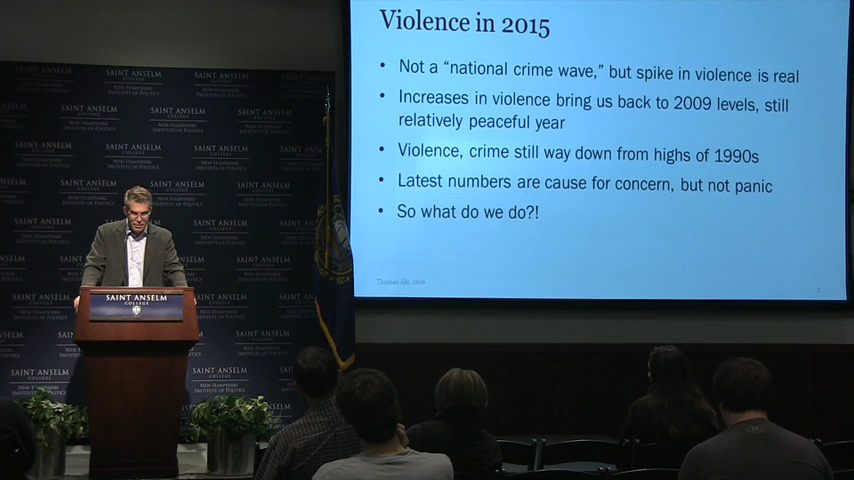 Violence in 2015
• Not a “national crime wave,” but spike in violence is real
• Increases in violence bring us back to 2009 levels, still
relatively peaceful year
• Violence, crime still way down from highs of 1990s
• Latest numbers are cause for concern, but not panic
• So what do we do?!
Thomas Abt, 2016
SAINT ANSELM
COLLEGE
NEW HAMPSHIRE
INSTITUTE OF POLITICS
SAINT ANSELM
COLLEGE